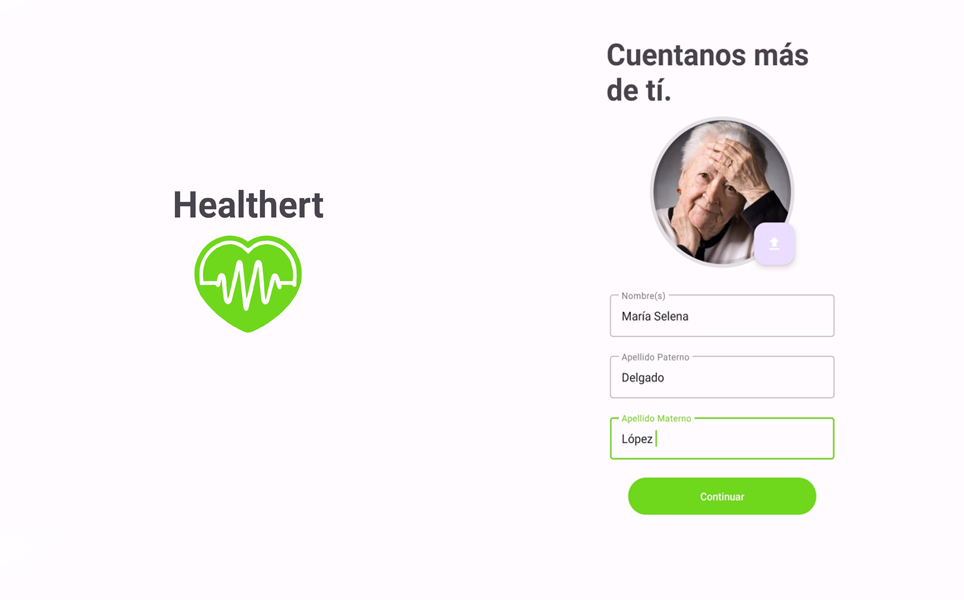 Healthert
Cuentanos más
de tí.
Nombre(s)
María Selena
Apellido Paterno
Delgado
Apellido Materno
López
Continuar